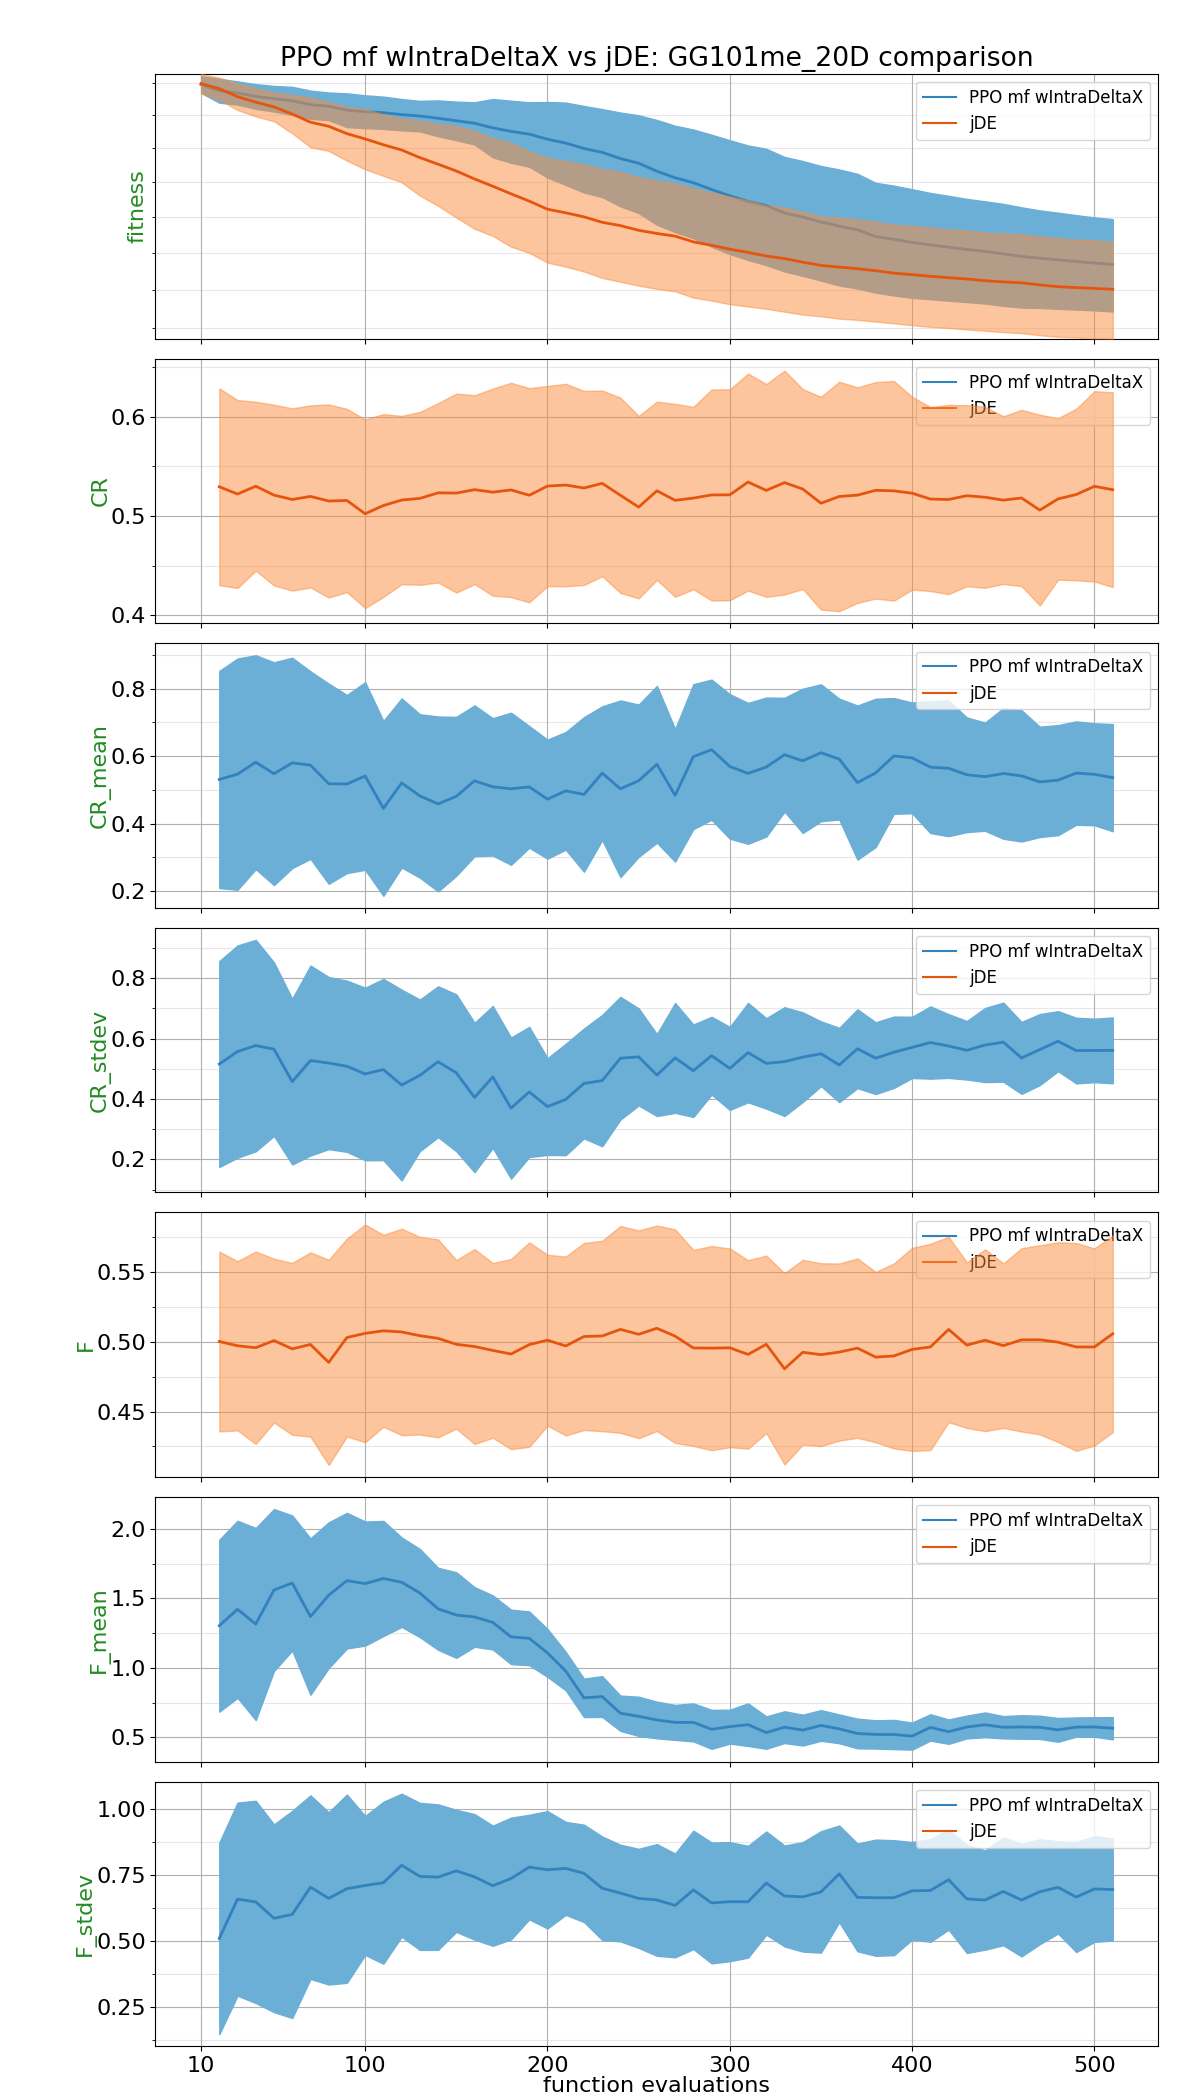 PPO mf wIntraDeltaX vs jDE: GG101me_20D comparison
fitness
PPO mf wIntraDeltaX
jDE
CR
0.6
0.5
0.4
PPO mf wIntraDeltaX
jDE
CR_mean
0.8
0.6
0.4
0.2
PPO mf wIntraDeltaX
jDE
CR_stdev
0.8
0.6
0.4
0.2
PPO mf wIntraDeltaX
jDE
F
0.55
0.50
0.45
PPO mf wIntraDeltaX
jDE
F_mean
2.0
1.5
1.0
0.5
PPO mf wIntraDeltaX
jDE
F_stdev
1.00
0.75
0.50
0.25
PPO mf wIntraDeltaX
jDE
10 100 200 300 400 500
function evaluations